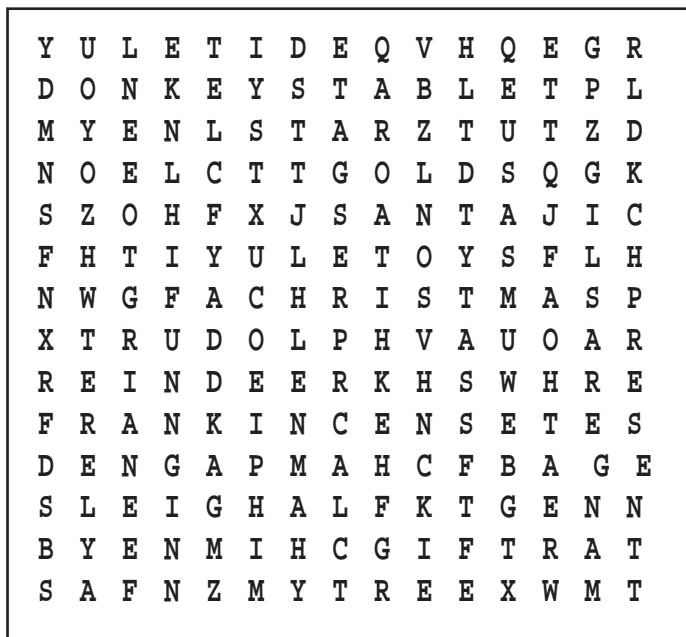 Y U L E T I D E Q V H Q E G R
D O N K E Y S T A B L E T P L
M Y E N L S T A R Z T U T Z D
N O E L C T T G O L D S Q G K
S Z O H F X J S A N T A J I C
F H T I Y U L E T O Y S F L H
N W G F A C H R I S T M A S P
X T R U D O L P H V A U O A R
R E I N D E E R K H S W H R E
F R A N K I N C E N S E T E S
D E N G A P M A H C F B A G E
S L E I G H A L F K T G E N N
B Y E N M I H C G I F T R A T
S A F N Z M Y T R E E X W M T